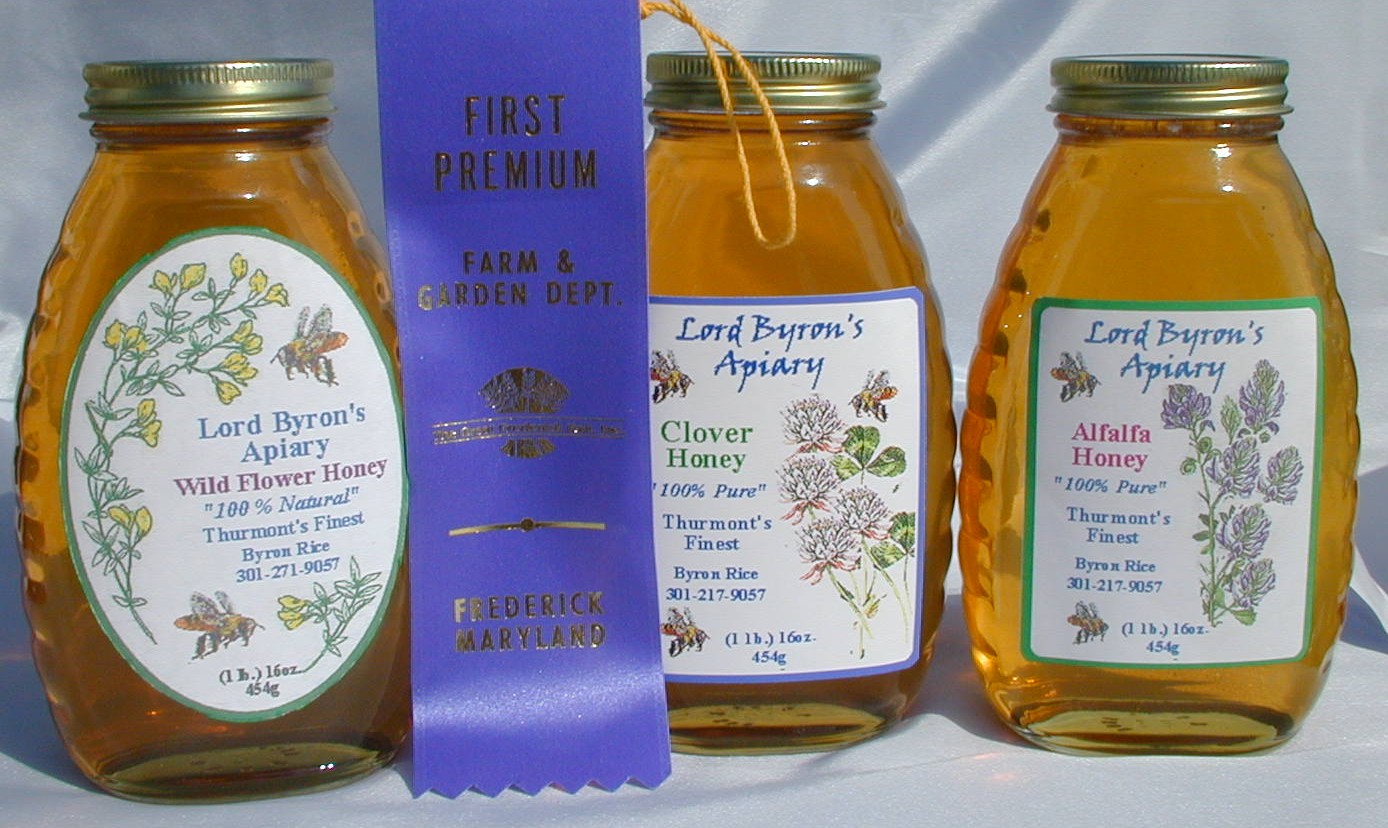 Lord Byron's
Apiary
Wild Flower Honey
"100 % Natural"
Thurmont's Finest
Byron Rice
301-271-9057
(1 lb.) 16oz.
454g
FIRST
PREMIUM
FARM &
GARDEN DEPT.
FREDERICK
MARYLAND
Lord Byron's
Apiary
Clover
Honey
"100% Pure"
Thurmont's
Finest
Byron Rice
301-217-9057
(1 lb.) 16oz.
454g
Lord Byron's
Apiary
Alfalfa
Honey
"100% Pure"
Thurmont's
Finest
Byron Rice
301-217-9057
(1 lb.) 16oz.
454g